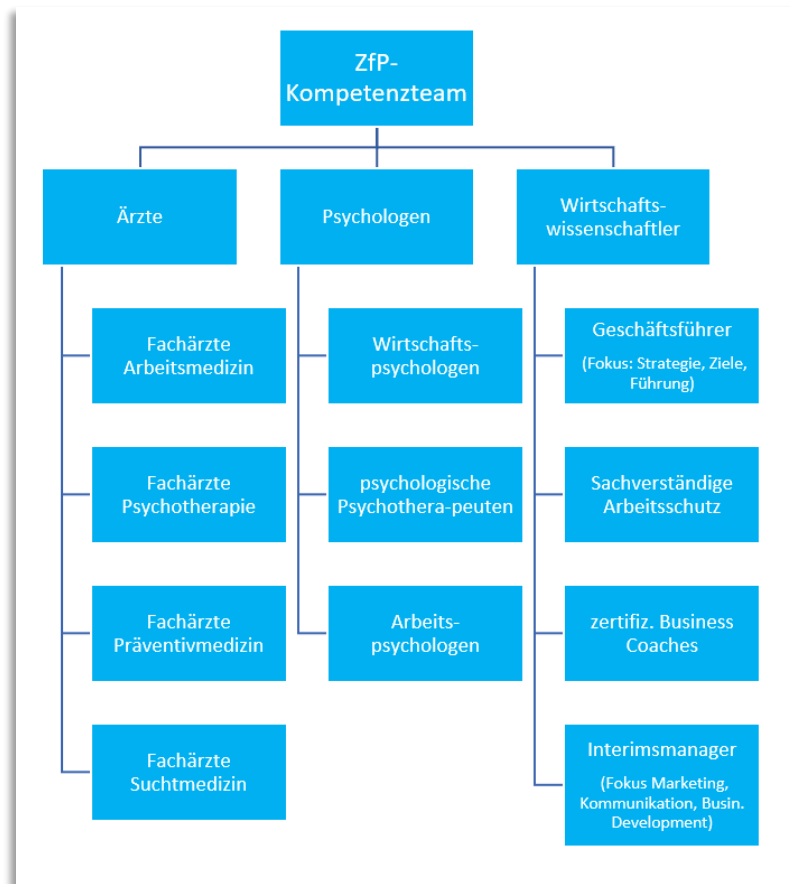 ZfP-
Kompetenzteam
Ärzte
Psychologen
Wirtschafts-
wissenschaftler
Fachärzte
Arbeitsmedizin
Wirtschafts-
psychologen
Geschäftsführer
(Fokus: Strategie, Ziele,
Führung)
Fachärzte
Psychotherapie
psychologische
Psychothera-peuten
Sachverständige
Arbeitsschutz
Fachärzte
Präventivmedizin
Arbeits-
psychologen
zertifiz. Business
Coaches
Fachärzte
Suchtmedizin
Interimsmanager
(Fokus Marketing,
Kommunikation, Busin.
Development)